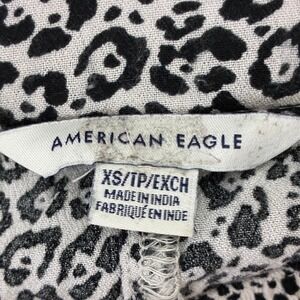 AMERICAN EAGLE
XS/TP/EXCH
MADE IN INDIA
FABRIQUÉ EN INDE